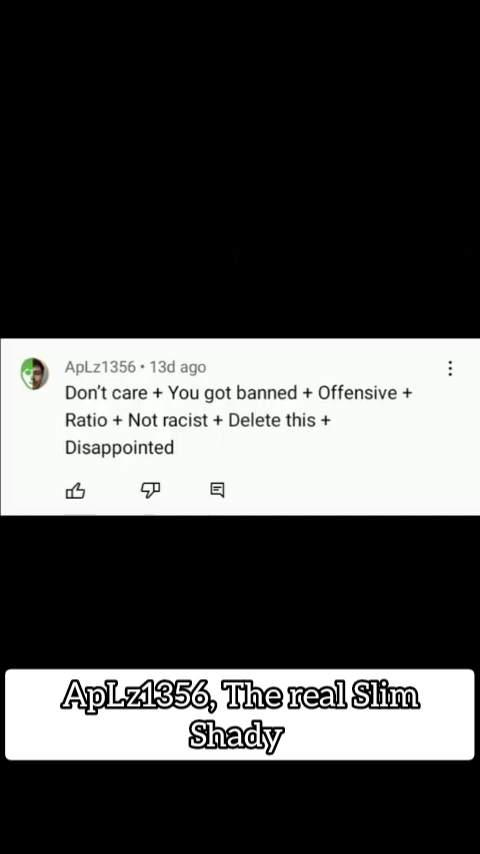 ApLz1356 • 13d ago
Don't care + You got banned + Offensive +
Ratio + Not racist + Delete this +
Disappointed
ApLz1356, The real Slim
Shady